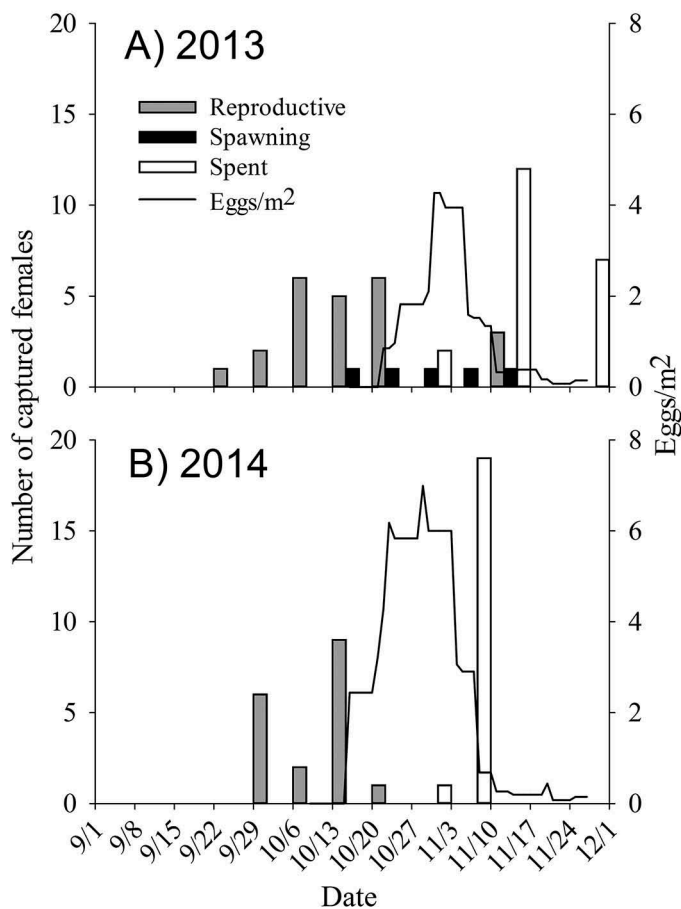 A) 2013
Reproductive
Spawning
Spent
Eggs/m2
20
15
10
5
0
8
6
4
2
0
Number of captured females
Eggs/m2
B) 2014
20
15
10
5
0
8
6
4
2
0
9/1 9/8 9/15 9/22 9/29 10/6 10/13 10/20 10/27 11/3 11/10 11/17 11/24 12/1
Date